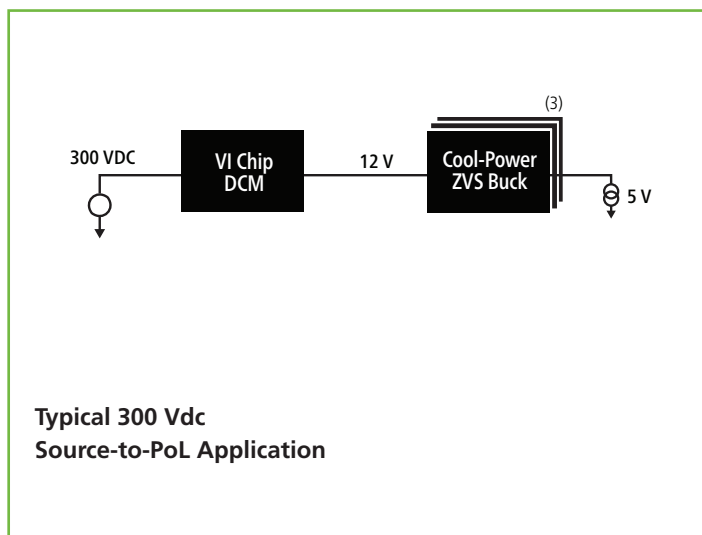 (3)
300 VDC
VI Chip
DCM
12 V
Cool-Power
ZVS Buck
5 V
Typical 300 Vdc
Source-to-PoL Application